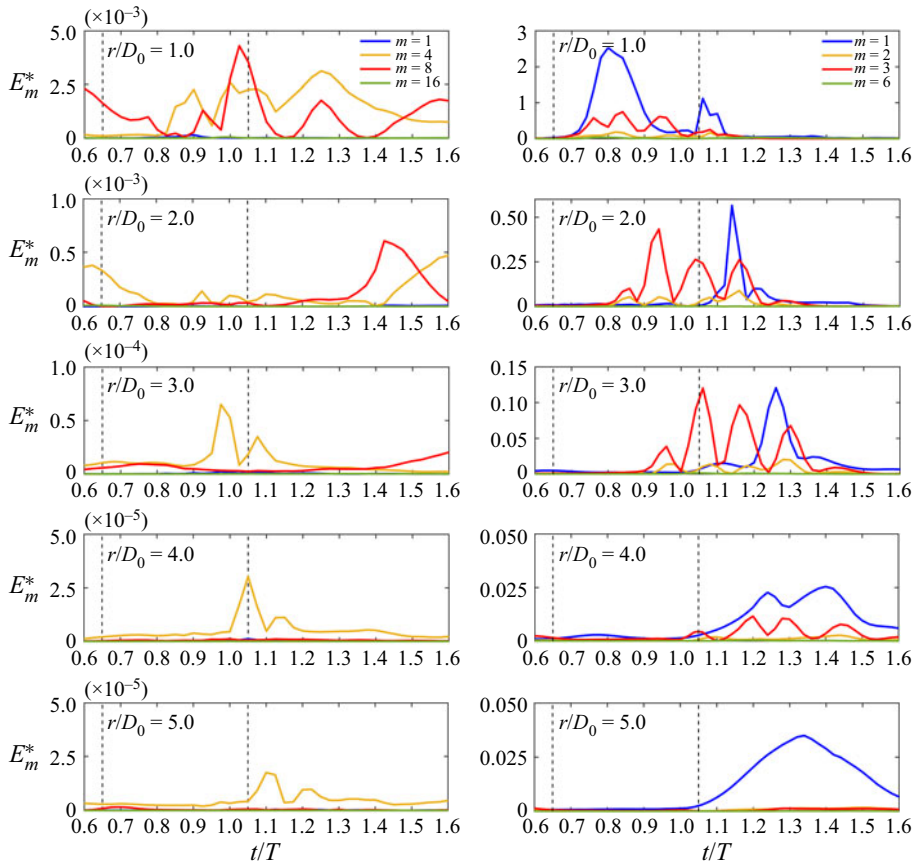 (×10⁻³)
5.0
2.5
0
E*m
r/D0 = 1.0
m = 1
m = 4
m = 8
m = 16
0.6 0.7 0.8 0.9 1.0 1.1 1.2 1.3 1.4 1.5 1.6
3
2
1
0
r/D0 = 1.0
m = 1
m = 2
m = 3
m = 6
0.6 0.7 0.8 0.9 1.0 1.1 1.2 1.3 1.4 1.5 1.6
(×10⁻³)
1.0
0.5
0
E*m
r/D0 = 2.0
0.6 0.7 0.8 0.9 1.0 1.1 1.2 1.3 1.4 1.5 1.6
0.50
0.25
0
r/D0 = 2.0
0.6 0.7 0.8 0.9 1.0 1.1 1.2 1.3 1.4 1.5 1.6
(×10⁻⁴)
1.0
0.5
0
E*m
r/D0 = 3.0
0.6 0.7 0.8 0.9 1.0 1.1 1.2 1.3 1.4 1.5 1.6
0.15
0.10
0.05
0
r/D0 = 3.0
0.6 0.7 0.8 0.9 1.0 1.1 1.2 1.3 1.4 1.5 1.6
(×10⁻⁵)
5.0
2.5
0
E*m
r/D0 = 4.0
0.6 0.7 0.8 0.9 1.0 1.1 1.2 1.3 1.4 1.5 1.6
0.050
0.025
0
r/D0 = 4.0
0.6 0.7 0.8 0.9 1.0 1.1 1.2 1.3 1.4 1.5 1.6
(×10⁻⁵)
5.0
2.5
0
E*m
r/D0 = 5.0
0.6 0.7 0.8 0.9 1.0 1.1 1.2 1.3 1.4 1.5 1.6
t/T
0.050
0.025
0
r/D0 = 5.0
0.6 0.7 0.8 0.9 1.0 1.1 1.2 1.3 1.4 1.5 1.6
t/T